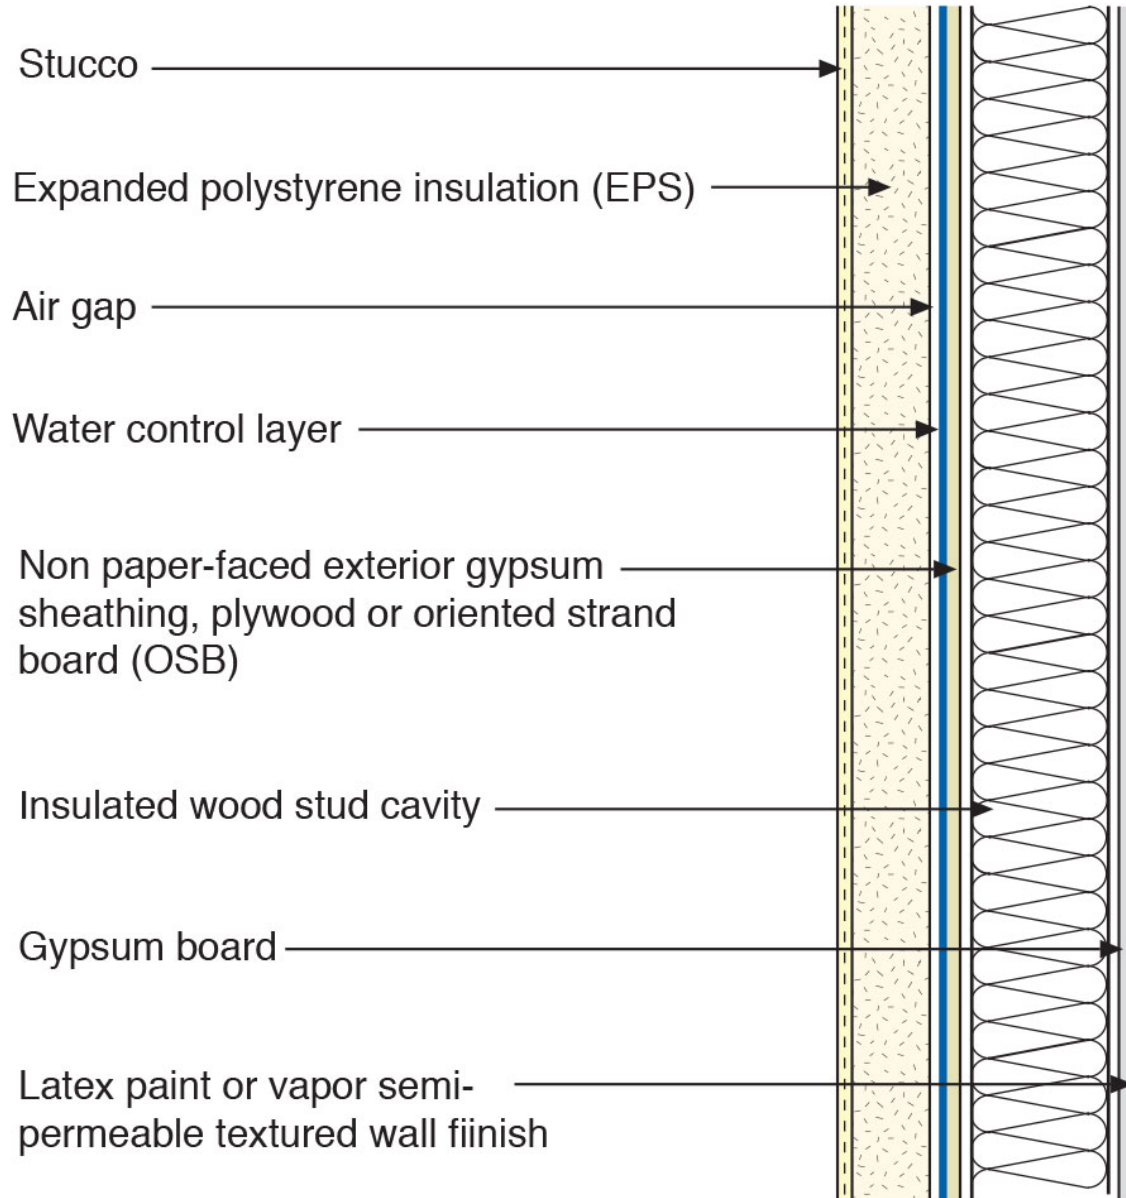 Stucco
Expanded polystyrene insulation (EPS)
Air gap
Water control layer
Non paper-faced exterior gypsum
sheathing, plywood or oriented strand
board (OSB)
Insulated wood stud cavity
Gypsum board
Latex paint or vapor semi-
permeable textured wall fiinish